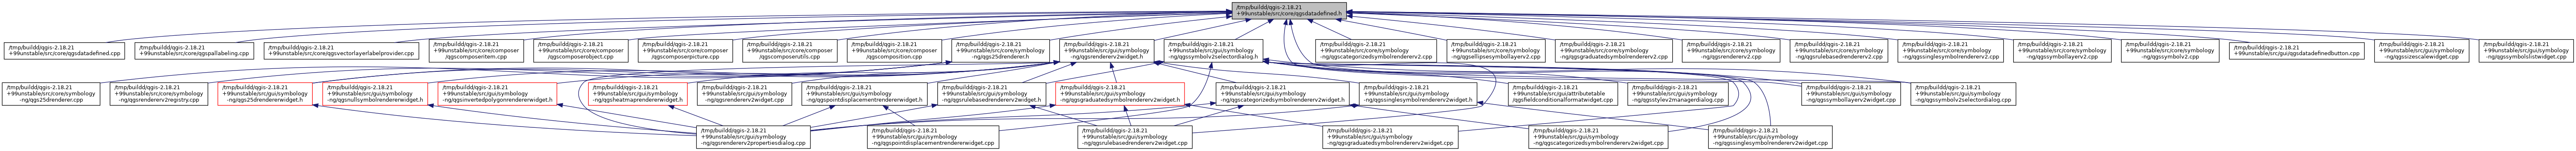 /tmp/buildd/qgis-2.18.21
+99unstable/src/core/qgsdatadefined.h
/tmp/buildd/qgis-2.18.21
+99unstable/src/core/qgsdatadefined.cpp
/tmp/buildd/qgis-2.18.21
+99unstable/src/core/qgspallabeling.cpp
/tmp/buildd/qgis-2.18.21
+99unstable/src/core/qgsvectorlayerlabelprovider.cpp
/tmp/buildd/qgis-2.18.21
+99unstable/src/core/composer
/qgscomposeritem.cpp
/tmp/buildd/qgis-2.18.21
+99unstable/src/core/composer
/qgscomposerobject.cpp
/tmp/buildd/qgis-2.18.21
+99unstable/src/core/composer
/qgscomposerpicture.cpp
/tmp/buildd/qgis-2.18.21
+99unstable/src/core/composer
/qgscomposerutils.cpp
/tmp/buildd/qgis-2.18.21
+99unstable/src/core/composer
/qgscomposition.cpp
/tmp/buildd/qgis-2.18.21
+99unstable/src/core/symbology
-ng/qgs25drenderer.h
/tmp/buildd/qgis-2.18.21
+99unstable/src/gui/symbology
-ng/qgsrendererv2widget.h
/tmp/buildd/qgis-2.18.21
+99unstable/src/gui/symbology
-ng/qgssymbolv2selectordialog.h
/tmp/buildd/qgis-2.18.21
+99unstable/src/core/symbology
-ng/qgscategorizedsymbolrendererv2.cpp
/tmp/buildd/qgis-2.18.21
+99unstable/src/core/symbology
-ng/qgsellipsesymbollayerv2.cpp
/tmp/buildd/qgis-2.18.21
+99unstable/src/core/symbology
-ng/qgsgraduatedsymbolrendererv2.cpp
/tmp/buildd/qgis-2.18.21
+99unstable/src/core/symbology
-ng/qgsrendererv2.cpp
/tmp/buildd/qgis-2.18.21
+99unstable/src/core/symbology
-ng/qgsrulebasedrendererv2.cpp
/tmp/buildd/qgis-2.18.21
+99unstable/src/core/symbology
-ng/qgssinglesymbolrendererv2.cpp
/tmp/buildd/qgis-2.18.21
+99unstable/src/core/symbology
-ng/qgssymbollayerv2.cpp
/tmp/buildd/qgis-2.18.21
+99unstable/src/core/symbology
-ng/qgssymbolv2.cpp
/tmp/buildd/qgis-2.18.21
+99unstable/src/gui/qgsdatadefinedbutton.cpp
/tmp/buildd/qgis-2.18.21
+99unstable/src/gui/symbology
-ng/qgssizescalewidget.cpp
/tmp/buildd/qgis-2.18.21
+99unstable/src/gui/symbology
-ng/qgssymbolslistwidget.cpp
/tmp/buildd/qgis-2.18.21
+99unstable/src/core/symbology
-ng/qgs25drenderer.cpp
/tmp/buildd/qgis-2.18.21
+99unstable/src/core/symbology
-ng/qgsrendererv2registry.cpp
/tmp/buildd/qgis-2.18.21
+99unstable/src/gui/symbology
-ng/qgs25drendererwidget.h
/tmp/buildd/qgis-2.18.21
+99unstable/src/gui/symbology
-ng/qgsnullsymbolrendererwidget.h
/tmp/buildd/qgis-2.18.21
+99unstable/src/gui/symbology
-ng/qgsinvertedpolygonrendererwidget.h
/tmp/buildd/qgis-2.18.21
+99unstable/src/gui/symbology
-ng/qgsheatmaprendererwidget.h
/tmp/buildd/qgis-2.18.21
+99unstable/src/gui/symbology
-ng/qgsrendererv2widget.cpp
/tmp/buildd/qgis-2.18.21
+99unstable/src/gui/symbology
-ng/qgspointdisplacementrendererwidget.h
/tmp/buildd/qgis-2.18.21
+99unstable/src/gui/symbology
-ng/qgsrulebasedrendererv2widget.h
/tmp/buildd/qgis-2.18.21
+99unstable/src/gui/symbology
-ng/qgsgraduatedsymbolrendererv2widget.h
/tmp/buildd/qgis-2.18.21
+99unstable/src/gui/symbology
-ng/qgscategorizedsymbolrendererv2widget.h
/tmp/buildd/qgis-2.18.21
+99unstable/src/gui/symbology
-ng/qgssinglesymbolrendererv2widget.h
/tmp/buildd/qgis-2.18.21
+99unstable/src/gui/attributetable
/qgsfieldconditionalformatwidget.cpp
/tmp/buildd/qgis-2.18.21
+99unstable/src/gui/symbology
-ng/qgsstylev2managerdialog.cpp
/tmp/buildd/qgis-2.18.21
+99unstable/src/gui/symbology
-ng/qgssymbollayerv2widget.cpp
/tmp/buildd/qgis-2.18.21
+99unstable/src/gui/symbology
-ng/qgssymbolv2selectordialog.cpp
/tmp/buildd/qgis-2.18.21
+99unstable/src/gui/symbology
-ng/qgsrendererv2propertiesdialog.cpp
/tmp/buildd/qgis-2.18.21
+99unstable/src/gui/symbology
-ng/qgspointdisplacementrendererwidget.cpp
/tmp/buildd/qgis-2.18.21
+99unstable/src/gui/symbology
-ng/qgsrulebasedrendererv2widget.cpp
/tmp/buildd/qgis-2.18.21
+99unstable/src/gui/symbology
-ng/qgsgraduatedsymbolrendererv2widget.cpp
/tmp/buildd/qgis-2.18.21
+99unstable/src/gui/symbology
-ng/qgscategorizedsymbolrendererv2widget.cpp
/tmp/buildd/qgis-2.18.21
+99unstable/src/gui/symbology
-ng/qgssinglesymbolrendererv2widget.cpp